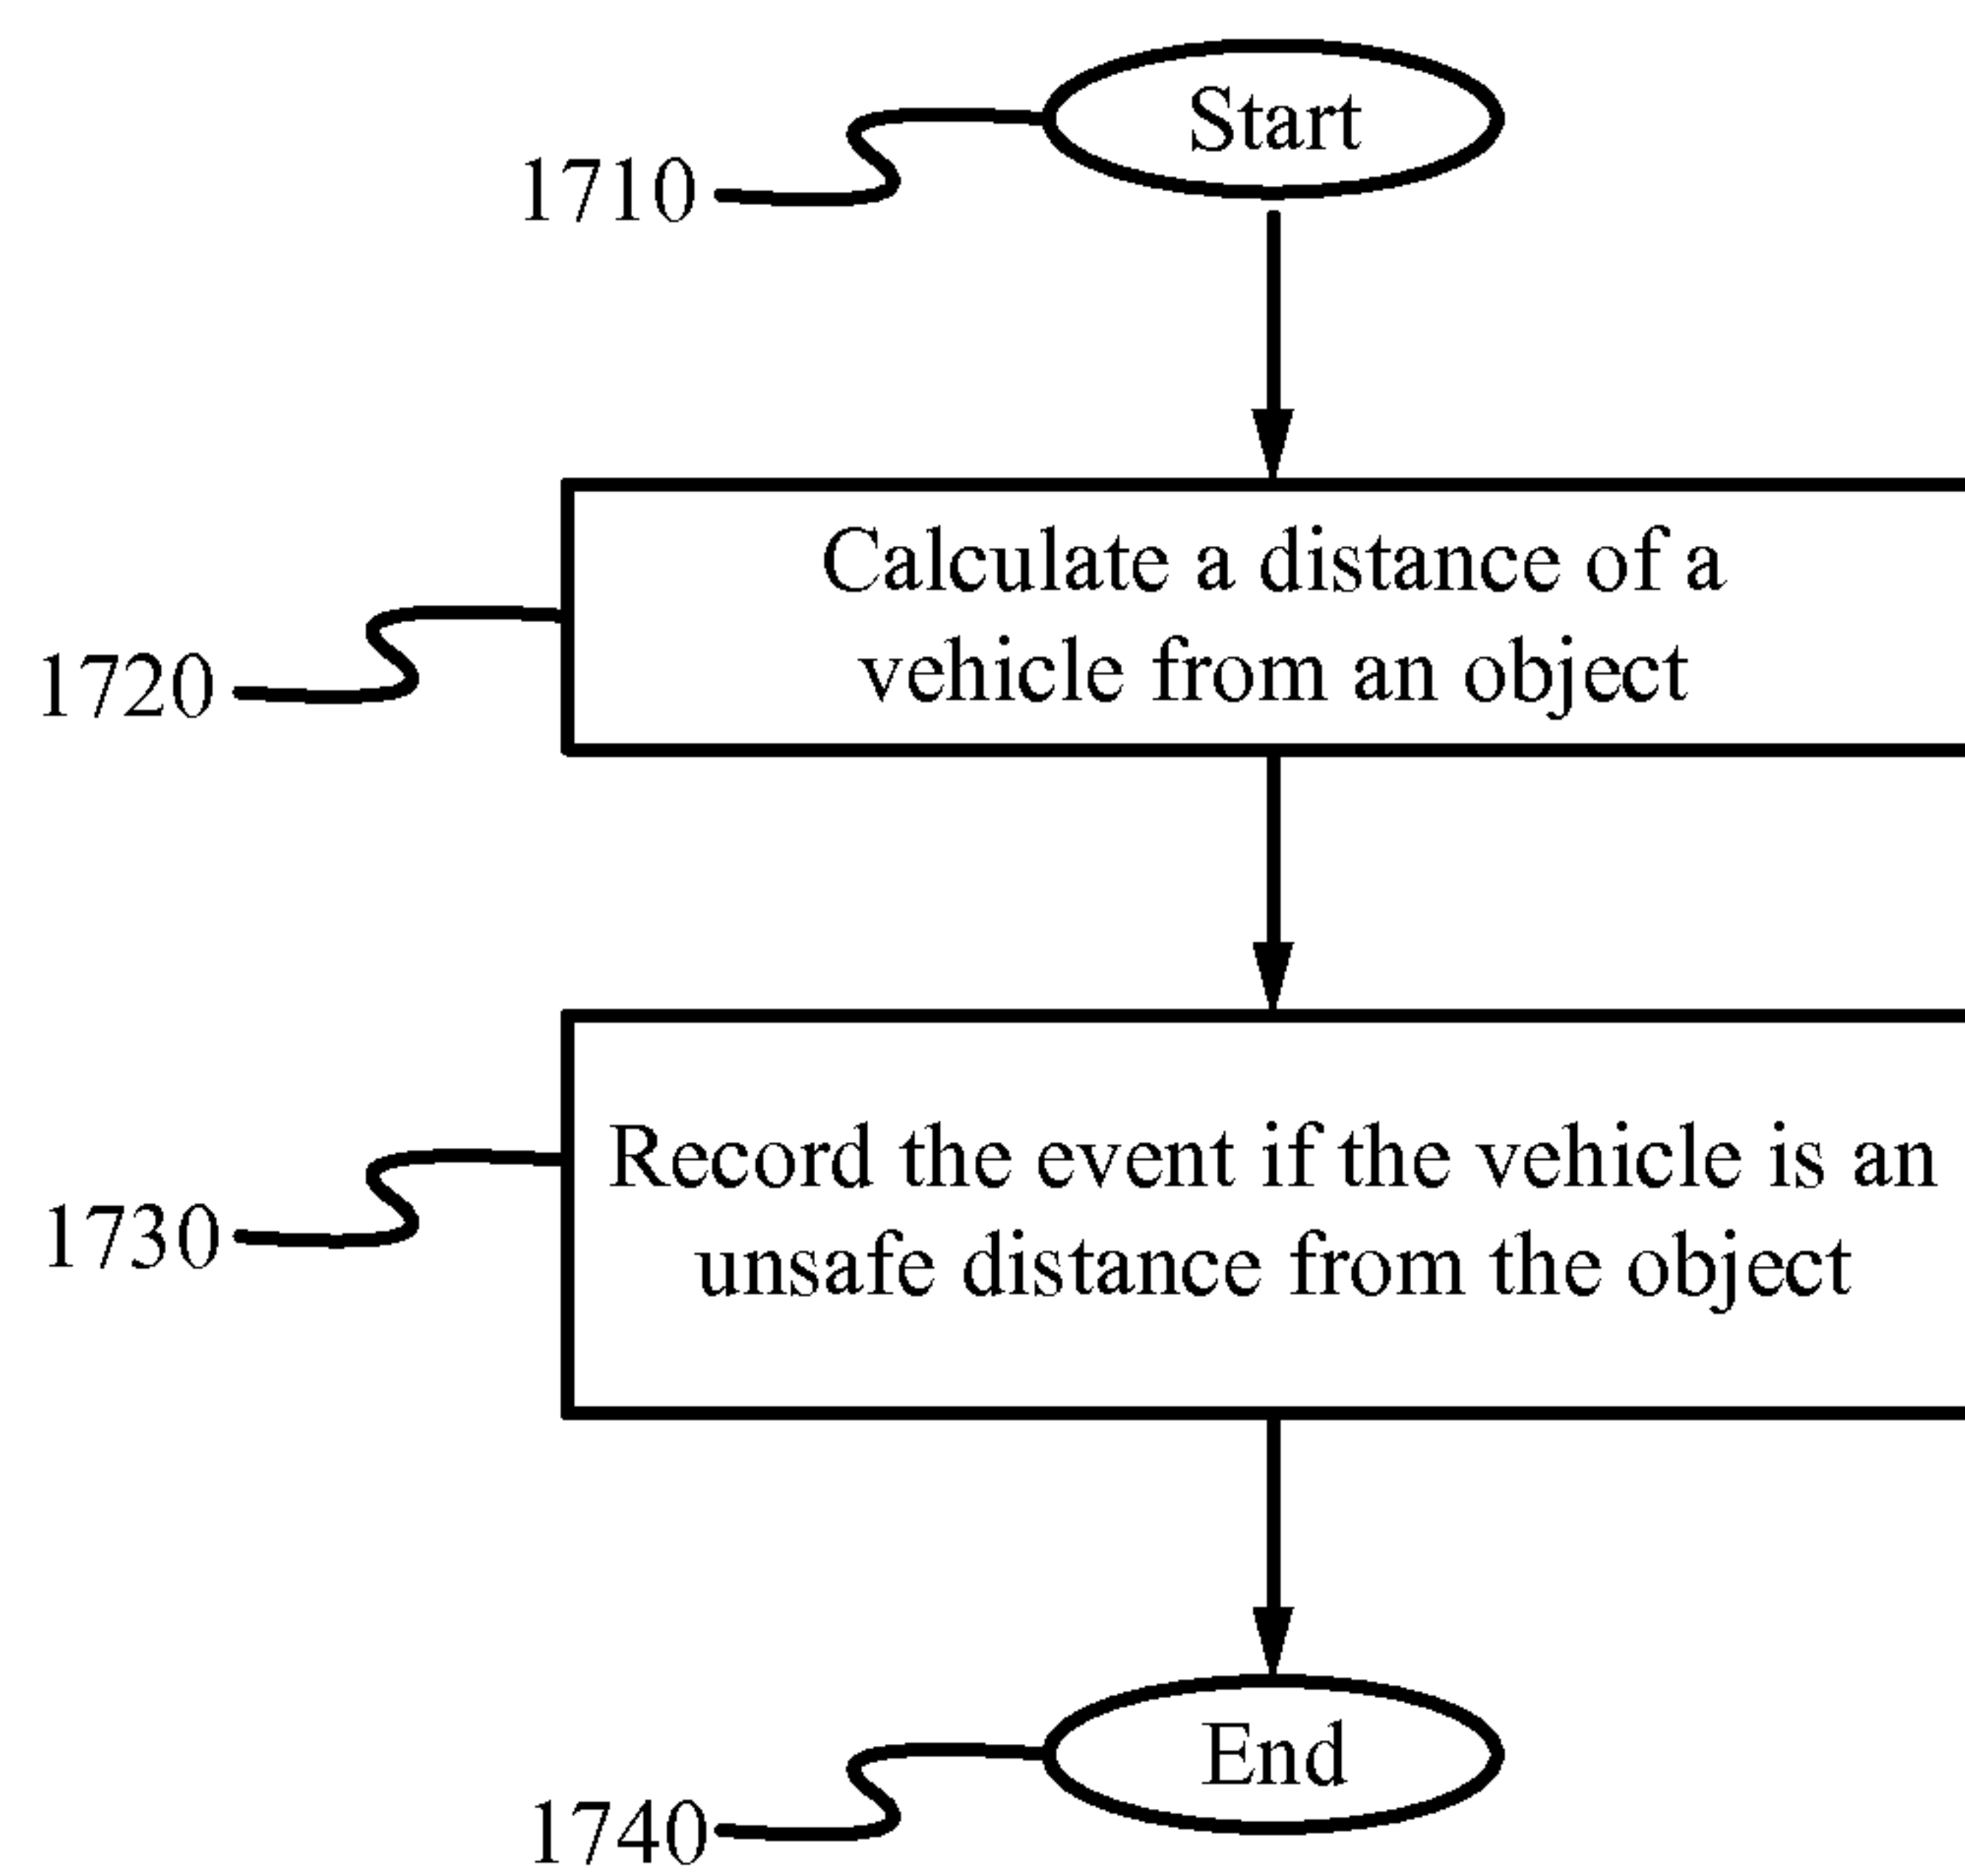 Start
1710
Calculate a distance of a
vehicle from an object
1720
Record the event if the vehicle is an
unsafe distance from the object
1730
End
1740